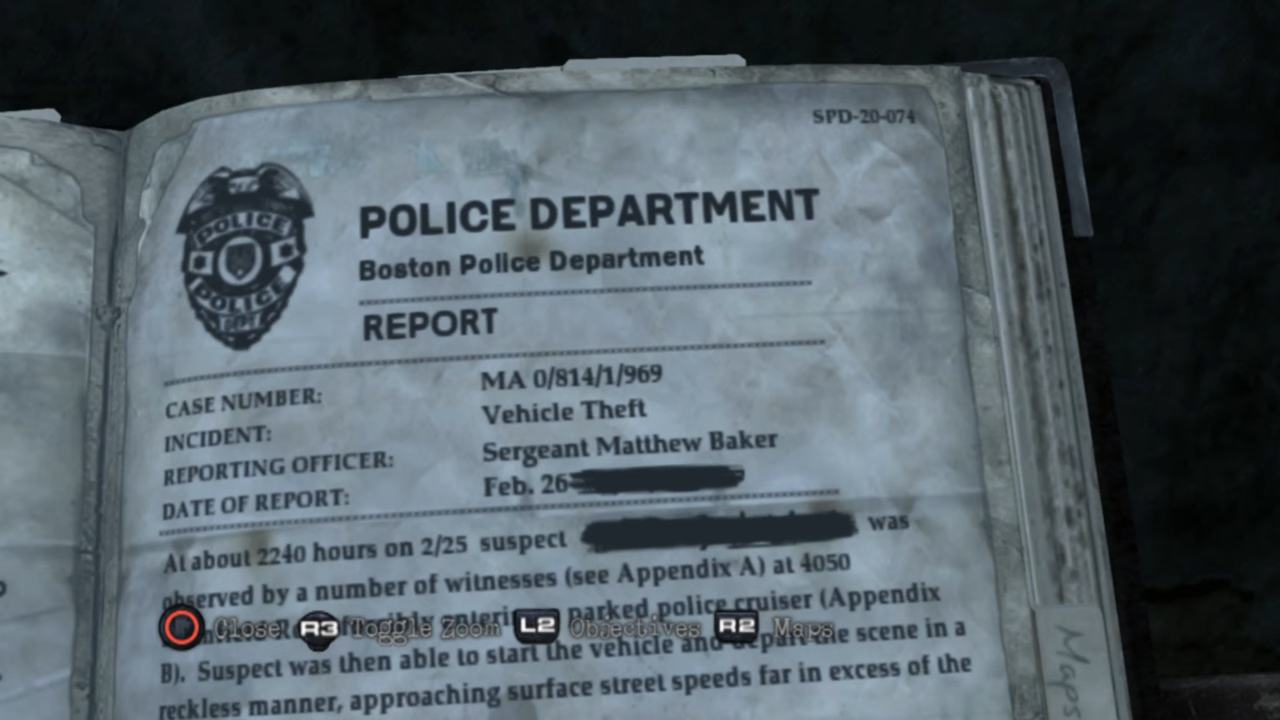 SPD-20-074
POLICE
POLICE
DEPT
POLICE DEPARTMENT
Boston Police Department
REPORT
CASE NUMBER: MA 0/814/1/969
INCIDENT: Vehicle Theft
REPORTING OFFICER: Sergeant Matthew Baker
DATE OF REPORT: Feb. 26
At about 2240 hours on 2/25 suspect was
observed by a number of witnesses (see Appendix A) at 4050
parked police cruiser (Appendix
Close R3 Toggle Zoom L2 Objectives R2 Maps
B). Suspect was then able to start the vehicle and depart the scene in a
reckless manner, approaching surface street speeds far in excess of the
Maps